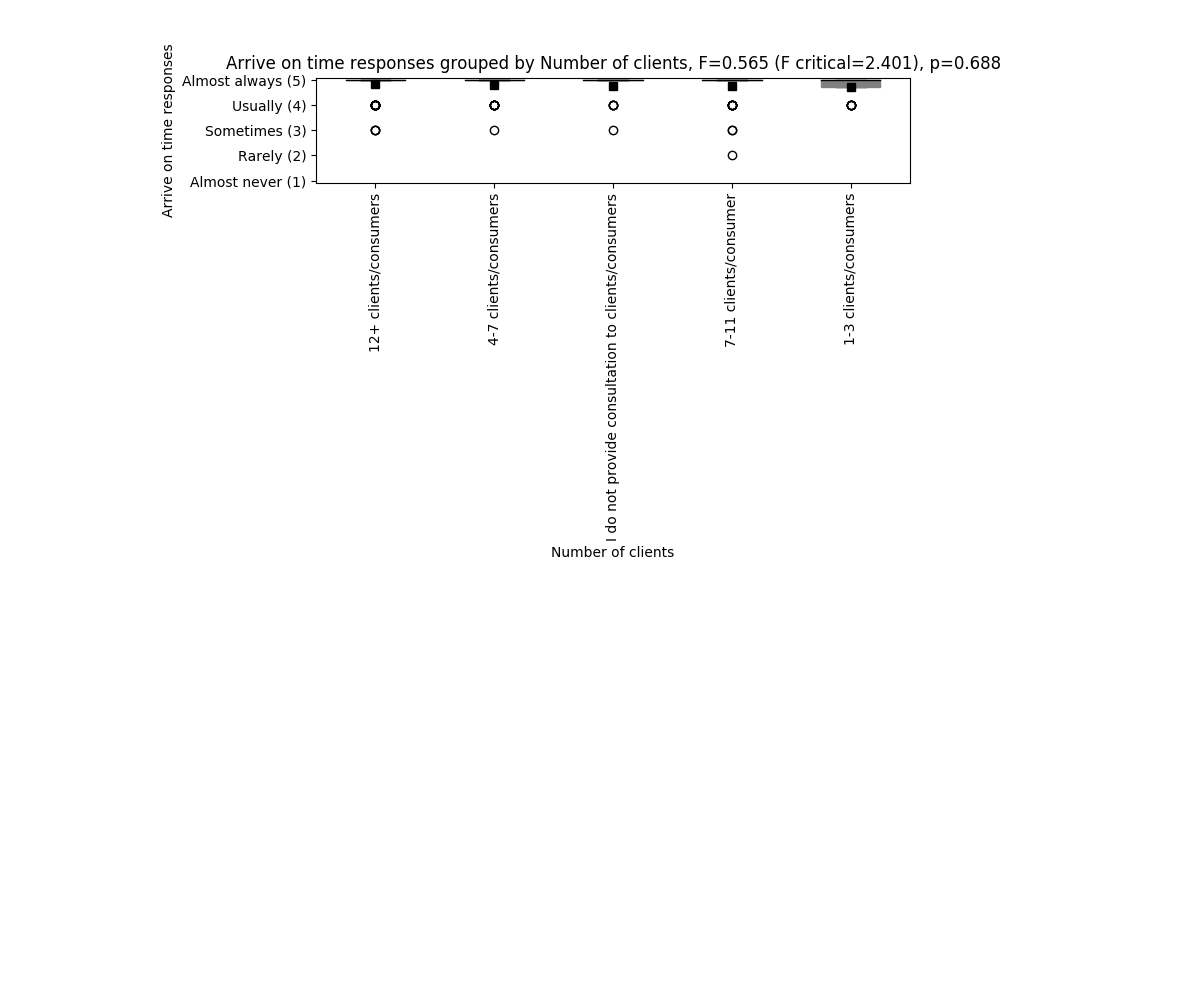 Arrive on time responses grouped by Number of clients, F=0.565 (F critical=2.401), p=0.688
Arrive on time responses
Almost always (5)
Usually (4)
Sometimes (3)
Rarely (2)
Almost never (1)
12+ clients/consumers
4-7 clients/consumers
I do not provide consultation to clients/consumers
7-11 clients/consumer
1-3 clients/consumers
Number of clients